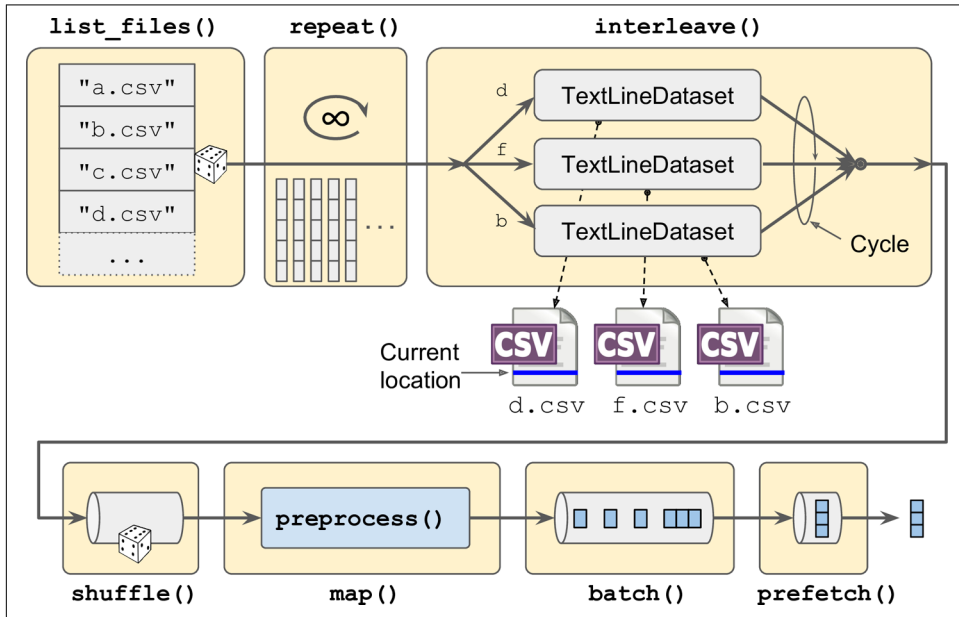 list_files()
repeat()
interleave()
"a.csv"
"b.csv"
"c.csv"
"d.csv"
...
∞
...
d
f
b
TextLineDataset
TextLineDataset
TextLineDataset
Cycle
CSV
CSV
CSV
Current
location
d.csv
f.csv
b.csv
preprocess()
shuffle()
map()
batch()
prefetch()